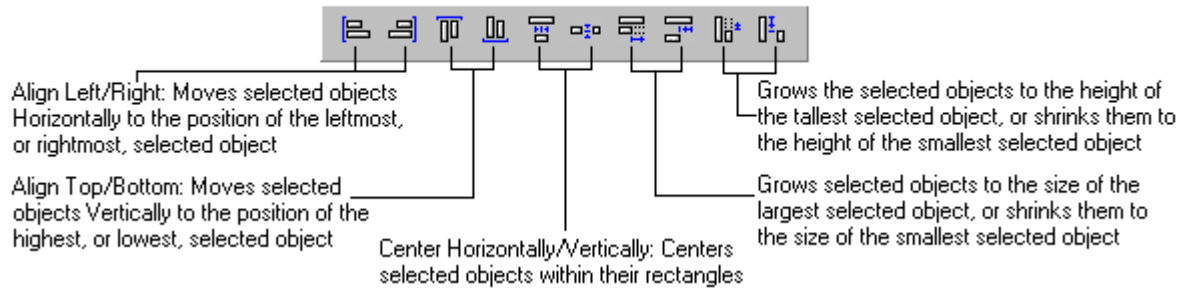 Align Left/Right: Moves selected objects
Horizontally to the position of the leftmost,
or rightmost, selected object
Align Top/Bottom: Moves selected
objects Vertically to the position of the
highest, or lowest, selected object
Center Horizontally/Vertically: Centers
selected objects within their rectangles
Grows the selected objects to the height of
the tallest selected object, or shrinks them to
the height of the smallest selected object
Grows selected objects to the size of the
largest selected object, or shrinks them to
the size of the smallest selected object